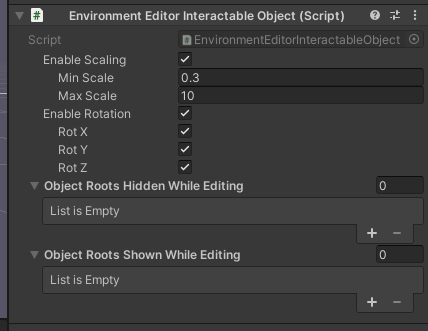 # Environment Editor Interactable Object (Script)
Script # EnvironmentEditorInteractableObject
Enable Scaling
Min Scale 0.3
Max Scale 10
Enable Rotation
Rot X
Rot Y
Rot Z
Object Roots Hidden While Editing 0
List is Empty
+ −
Object Roots Shown While Editing 0
List is Empty
+ −